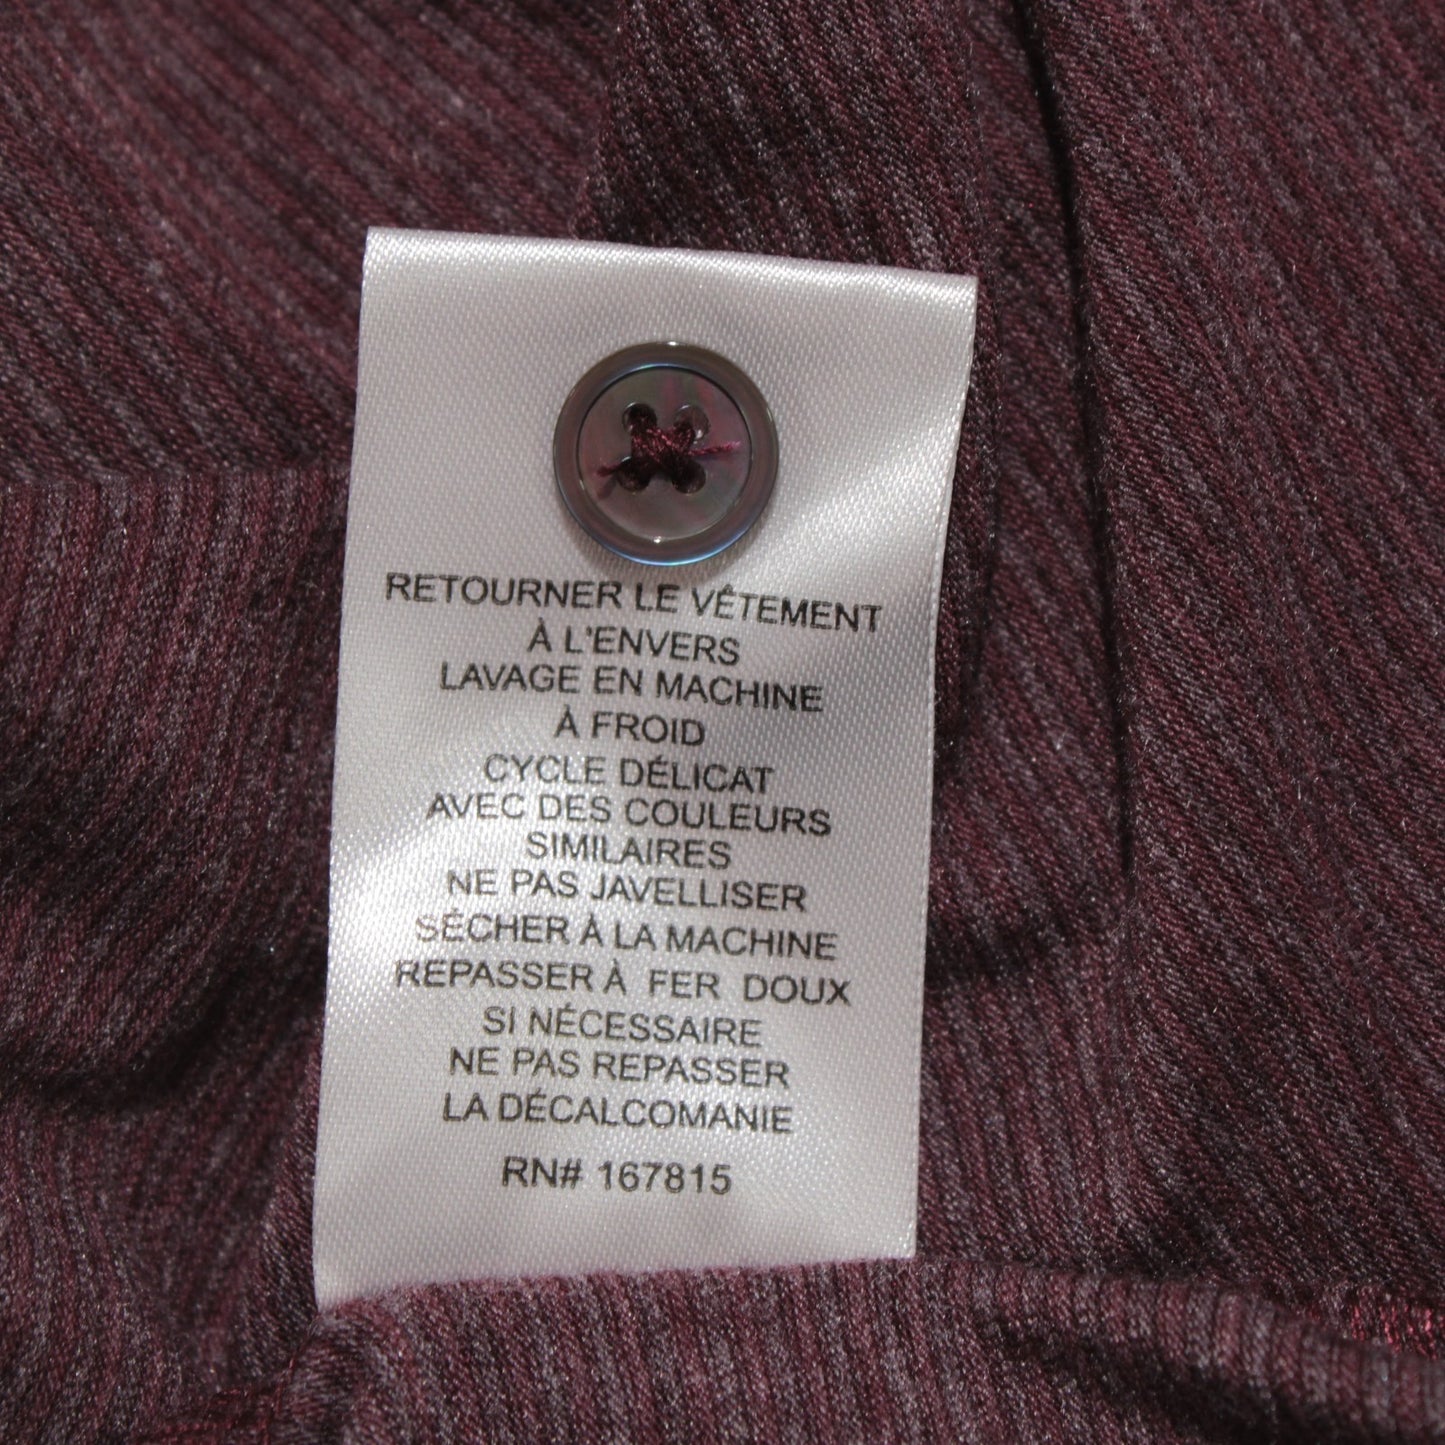 RETOURNER LE VÊTEMENT
À L'ENVERS
LAVAGE EN MACHINE
À FROID
CYCLE DÉLICAT
AVEC DES COULEURS
SIMILAIRES
NE PAS JAVELLISER
SÉCHER À LA MACHINE
REPASSER À FER DOUX
SI NÉCESSAIRE
NE PAS REPASSER
LA DÉCALCOMANIE
RN# 167815